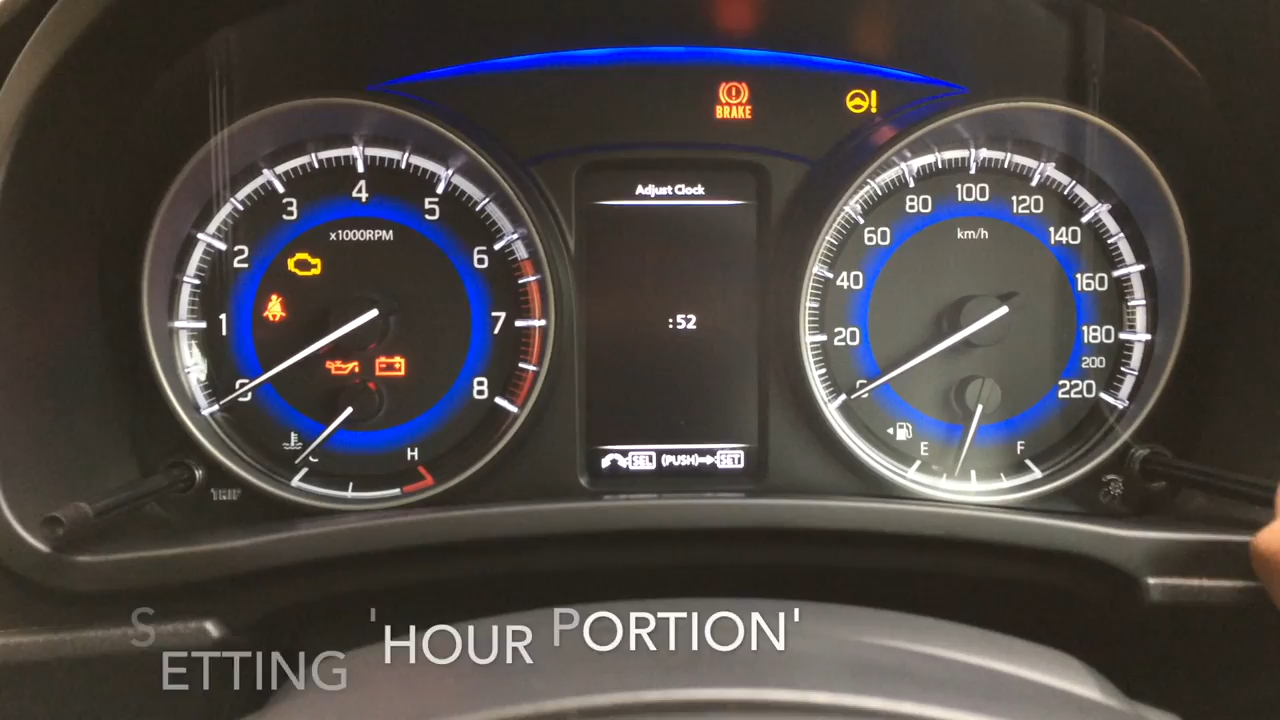 BRAKE
Adjust Clock
:52
SEL (PUSH) SET
x1000RPM
1
2
3
4
5
6
7
8
H
TRIP
km/h
20
40
60
80
100
120
140
160
180
200
220
E
F
SETTING 'HOUR PORTION'